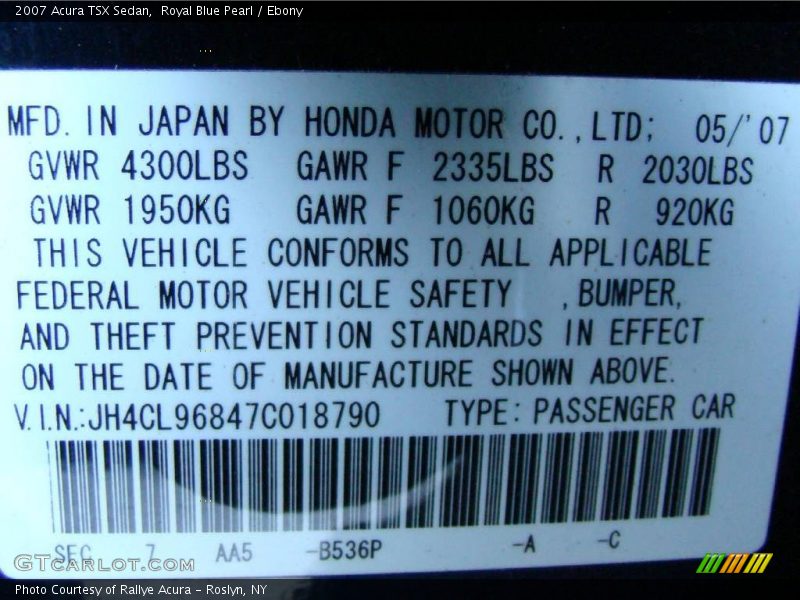 2007 Acura TSX Sedan,  Royal Blue Pearl / Ebony
MFD. IN JAPAN BY HONDA MOTOR CO.,LTD; 05/'07
GVWR 4300LBS GAWR F 2335LBS R 2030LBS
GVWR 1950KG GAWR F 1060KG R 920KG
THIS VEHICLE CONFORMS TO ALL APPLICABLE
FEDERAL MOTOR VEHICLE SAFETY ,BUMPER,
AND THEFT PREVENTION STANDARDS IN EFFECT
ON THE DATE OF MANUFACTURE SHOWN ABOVE.
V.I.N.:JH4CL96847C018790 TYPE: PASSENGER CAR
SEC 7 AA5 -B536P -A -C
GTCARLOT.COM
Photo Courtesy of Rallye Acura - Roslyn, NY